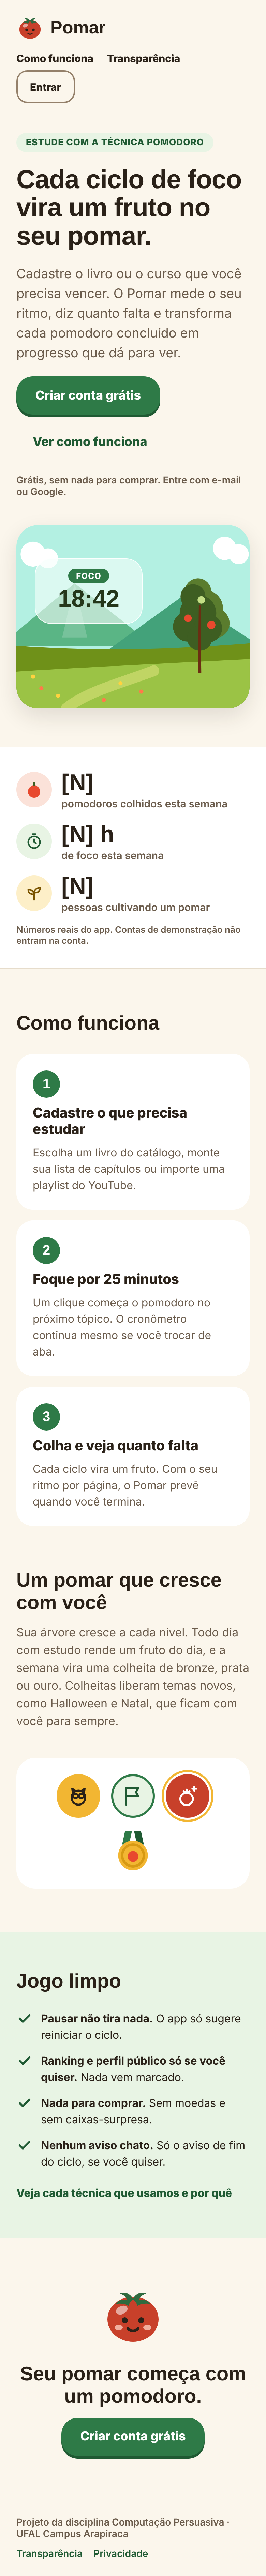 Pomar
Como funciona Transparência
Entrar
ESTUDE COM A TÉCNICA POMODORO
Cada ciclo de foco
vira um fruto no
seu pomar.
Cadastre o livro ou o curso que você
precisa vencer. O Pomar mede o seu
ritmo, diz quanto falta e transforma
cada pomodoro concluído em
progresso que dá para ver.
Criar conta grátis
Ver como funciona
Grátis, sem nada para comprar. Entre com e-mail
ou Google.
FOCO
18:42
[N]
pomodoros colhidos esta semana
[N] h
de foco esta semana
[N]
pessoas cultivando um pomar
Números reais do app. Contas de demonstração não
entram na conta.
Como funciona
1
Cadastre o que precisa
estudar
Escolha um livro do catálogo, monte
sua lista de capítulos ou importe uma
playlist do YouTube.
2
Foque por 25 minutos
Um clique começa o pomodoro no
próximo tópico. O cronômetro
continua mesmo se você trocar de
aba.
3
Colha e veja quanto falta
Cada ciclo vira um fruto. Com o seu
ritmo por página, o Pomar prevê
quando você termina.
Um pomar que cresce
com você
Sua árvore cresce a cada nível. Todo dia
com estudo rende um fruto do dia, e a
semana vira uma colheita de bronze, prata
ou ouro. Colheitas liberam temas novos,
como Halloween e Natal, que ficam com
você para sempre.
Jogo limpo
Pausar não tira nada. O app só sugere
reiniciar o ciclo.
Ranking e perfil público só se você
quiser. Nada vem marcado.
Nada para comprar. Sem moedas e
sem caixas-surpresa.
Nenhum aviso chato. Só o aviso de fim
do ciclo, se você quiser.
Veja cada técnica que usamos e por quê
Seu pomar começa com
um pomodoro.
Criar conta grátis
Projeto da disciplina Computação Persuasiva ·
UFAL Campus Arapiraca
Transparência Privacidade